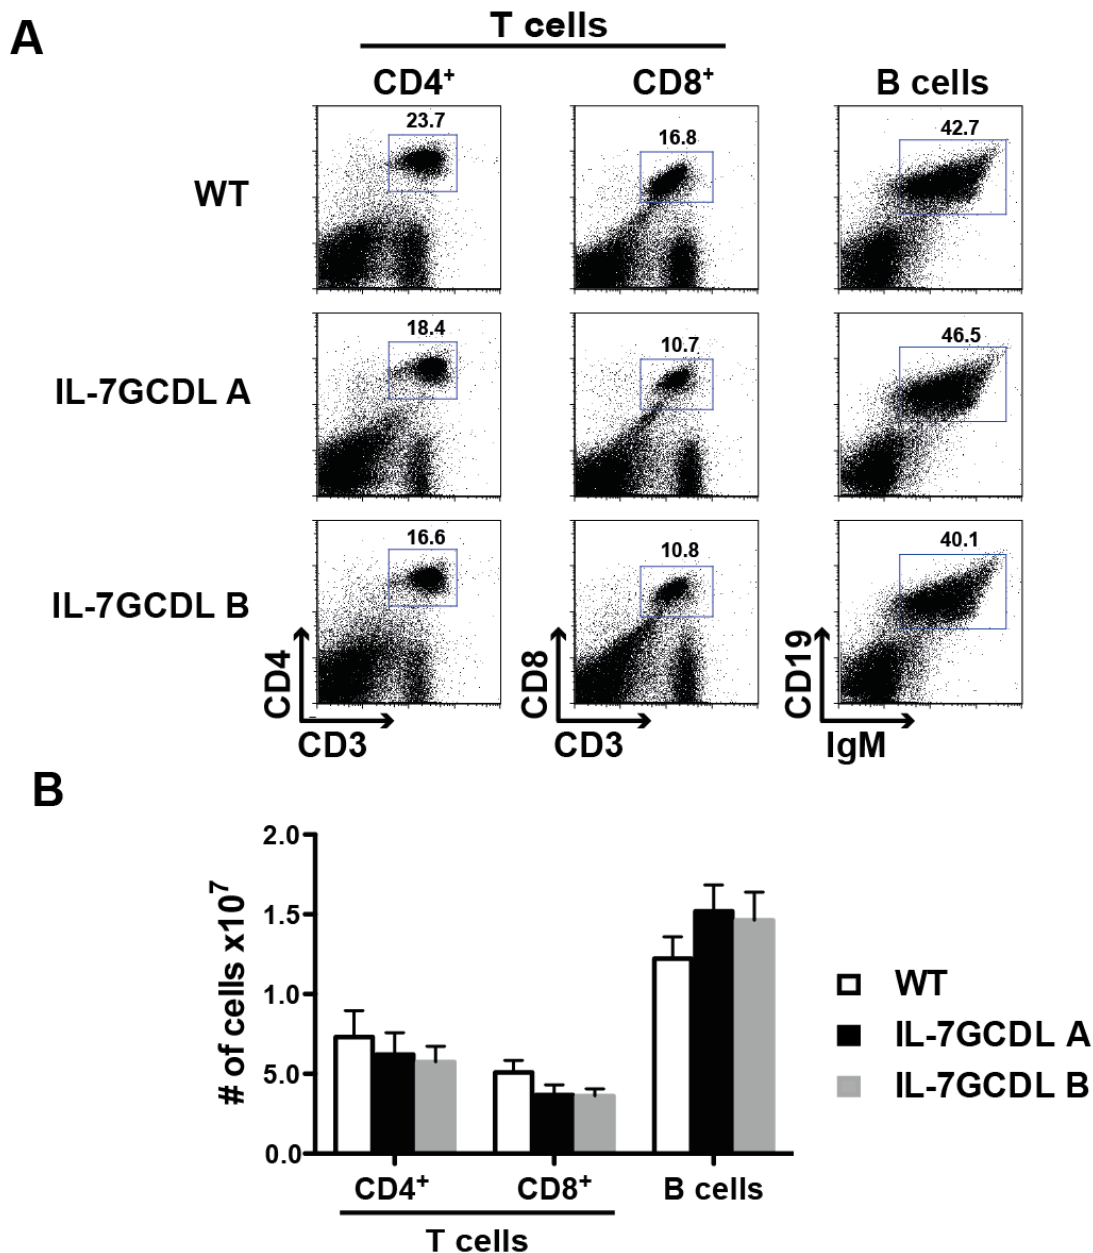 A
T cells
CD4+ CD8+ B cells
23.7 16.8 42.7
WT
18.4 10.7 46.5
IL-7GCDL A
16.6 10.8 40.1
IL-7GCDL B
CD4 CD8 CD19
CD3 CD3 IgM
B
2.0
1.5
1.0
5.0
0.0
# of cells x10⁷
WT
IL-7GCDL A
IL-7GCDL B
CD4+ CD8+ B cells
T cells